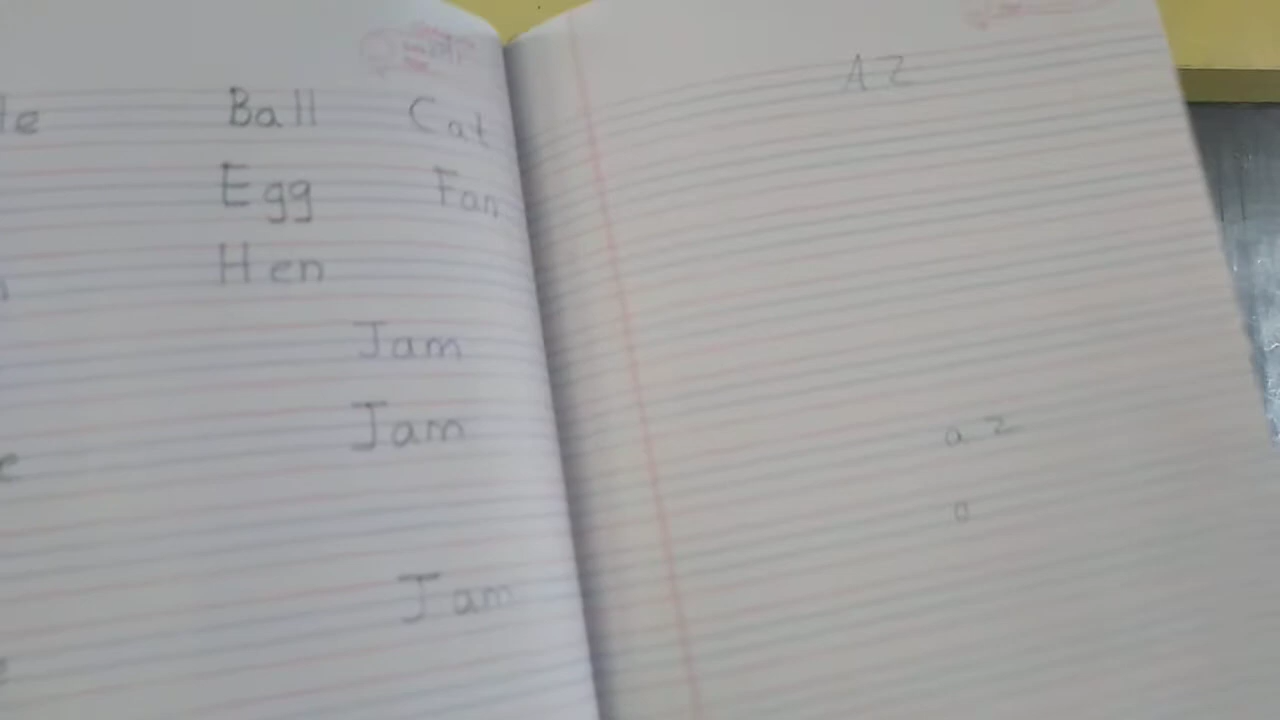 Ball Cat
Egg Fan
Hen
Jam
Jam
Jam
A Z
a z
a